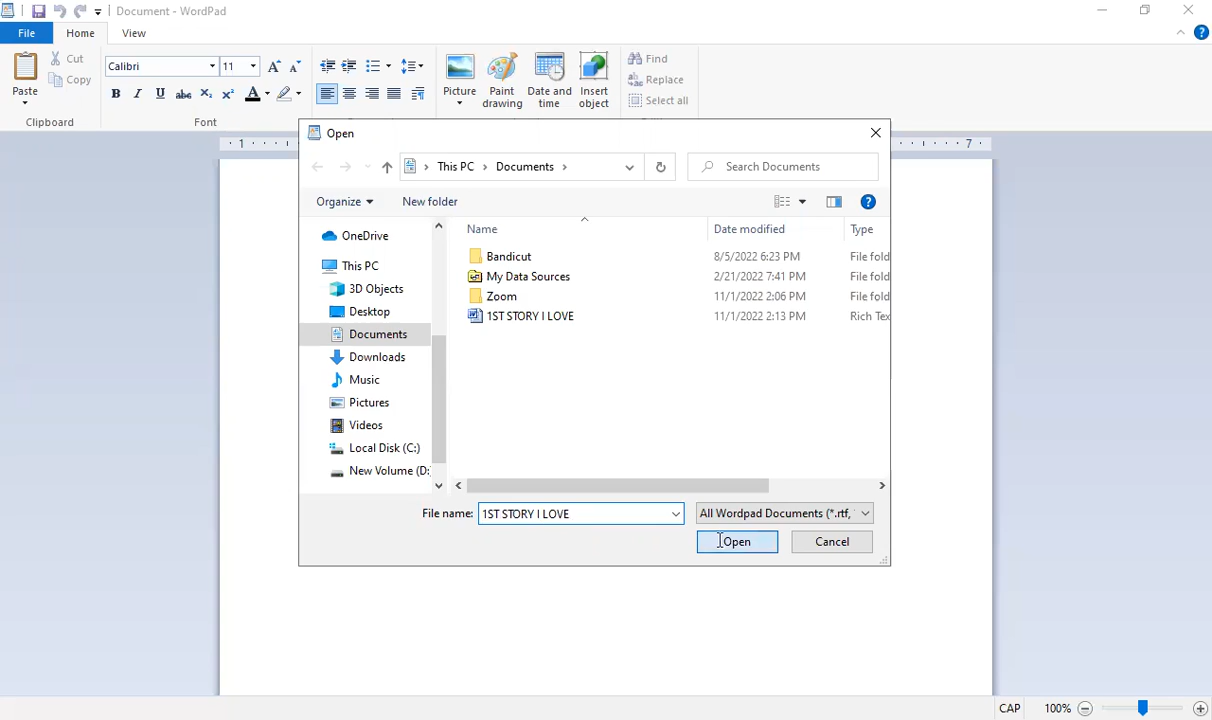 Document - WordPad
File Home View
Paste
Cut
Copy
Clipboard
Calibri 11
B I U abc X₂ X² A
Font
Picture
Paint drawing
Date and time
Insert object
Find
Replace
Select all
1
7
Open
This PC > Documents >
Search Documents
Organize New folder
OneDrive
This PC
3D Objects
Desktop
Documents
Downloads
Music
Pictures
Videos
Local Disk (C:)
New Volume (D:
Name Date modified Type
Bandicut 8/5/2022 6:23 PM File fold
My Data Sources 2/21/2022 7:41 PM File fold
Zoom 11/1/2022 2:06 PM File fold
1ST STORY I LOVE 11/1/2022 2:13 PM Rich Tex
File name: 1ST STORY I LOVE All Wordpad Documents (*.rtf,
Open Cancel
CAP 100%